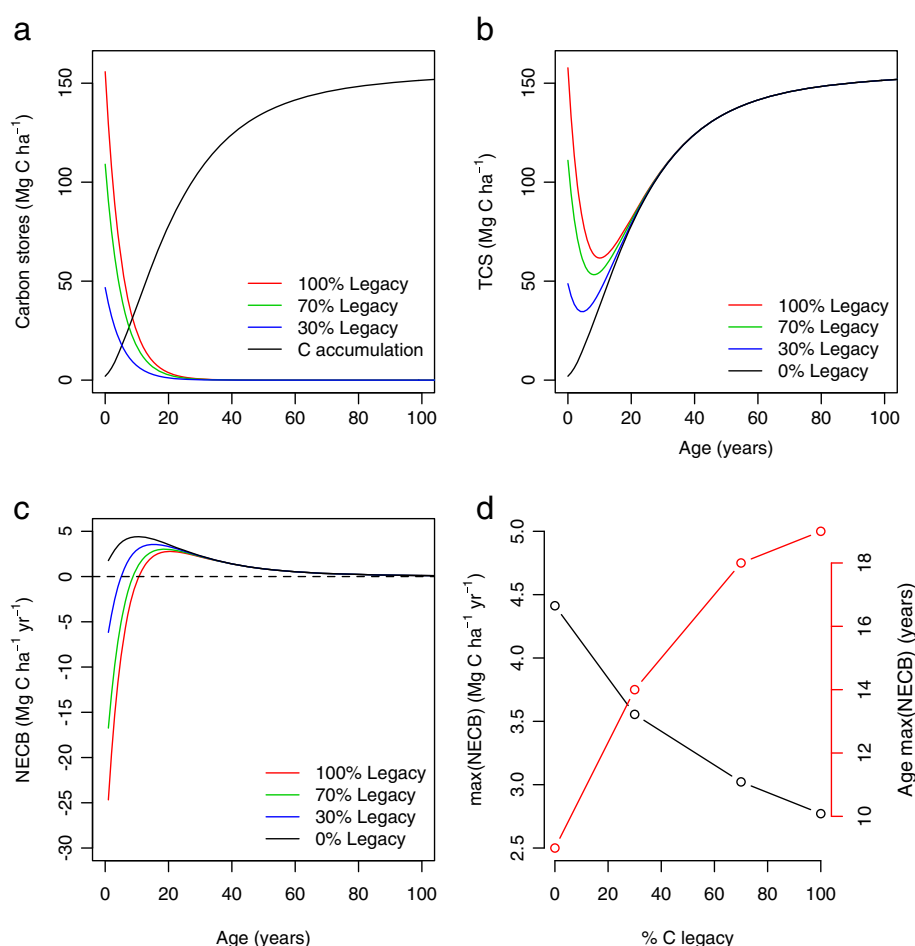 a
Carbon stores (Mg C ha⁻¹)
150
100
50
0
0 20 40 60 80 100
100% Legacy
70% Legacy
30% Legacy
C accumulation
b
TCS (Mg C ha⁻¹)
150
100
50
0
0 20 40 60 80 100
Age (years)
100% Legacy
70% Legacy
30% Legacy
0% Legacy
c
NECB (Mg C ha⁻¹ yr⁻¹)
5
0
-5
-10
-15
-20
-25
-30
0 20 40 60 80 100
Age (years)
100% Legacy
70% Legacy
30% Legacy
0% Legacy
d
max(NECB) (Mg C ha⁻¹ yr⁻¹)
5.0
4.5
4.0
3.5
3.0
2.5
0 20 40 60 80 100
% C legacy
18
16
14
12
10
Age max(NECB) (years)